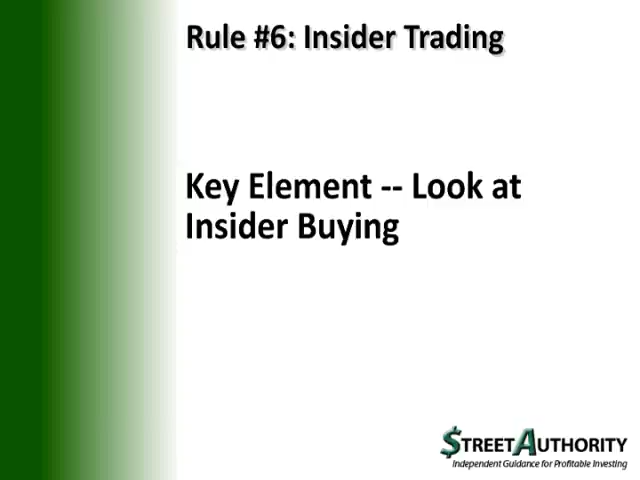 Rule #6: Insider Trading
Key Element -- Look at
Insider Buying
$TREETAUTHORITY
Independent Guidance for Profitable Investing